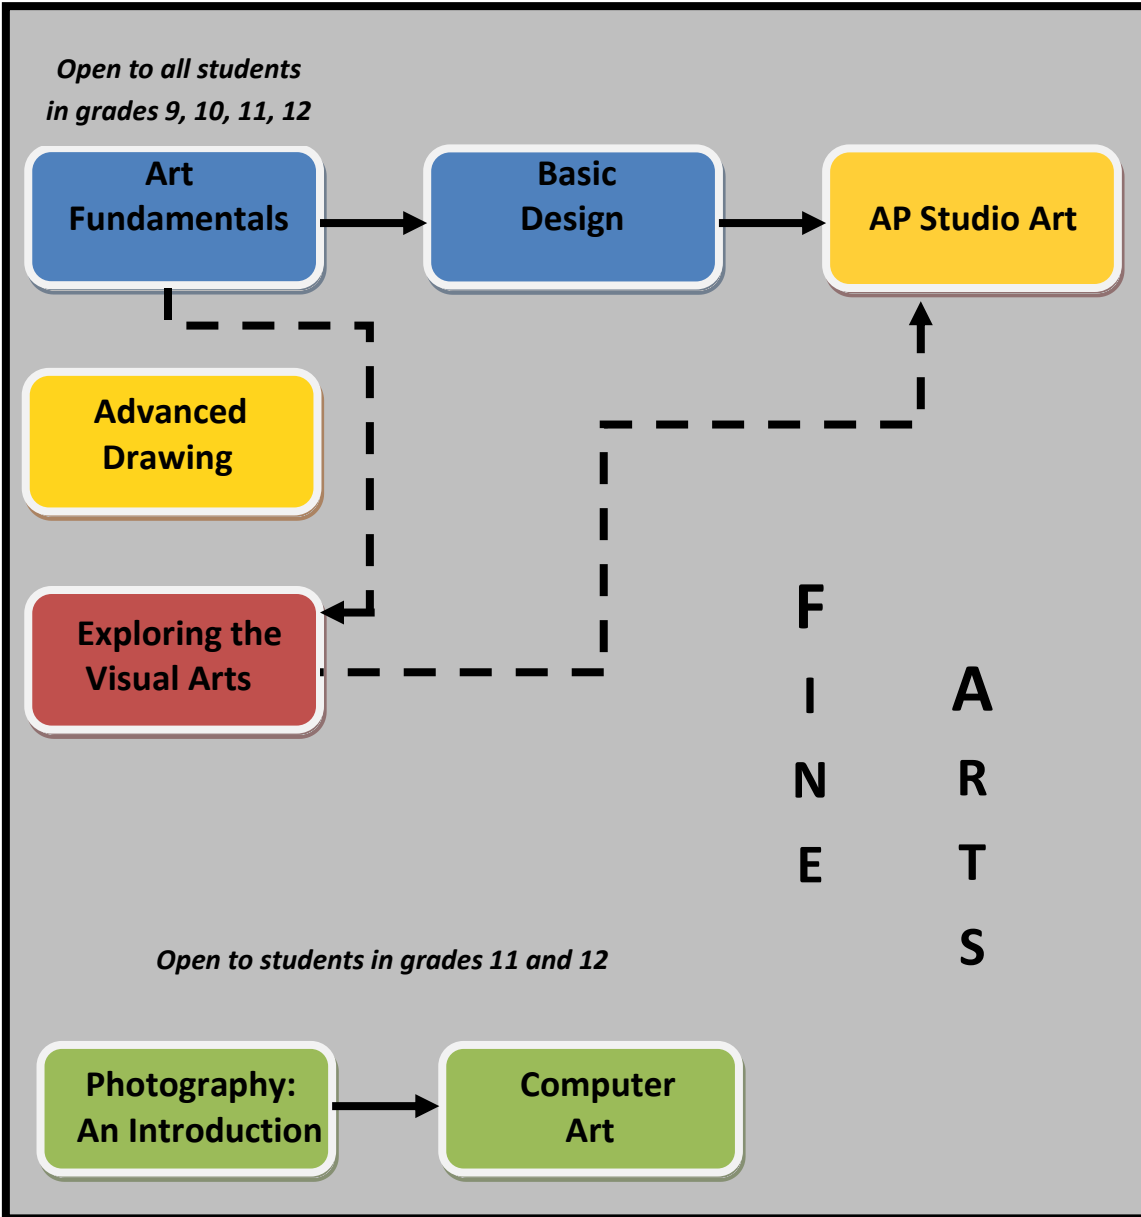 Open to all students
in grades 9, 10, 11, 12
Art
Fundamentals
Basic
Design
AP Studio Art
Advanced
Drawing
Exploring the
Visual Arts
F
I
N
E
A
R
T
S
Open to students in grades 11 and 12
Photography:
An Introduction
Computer
Art